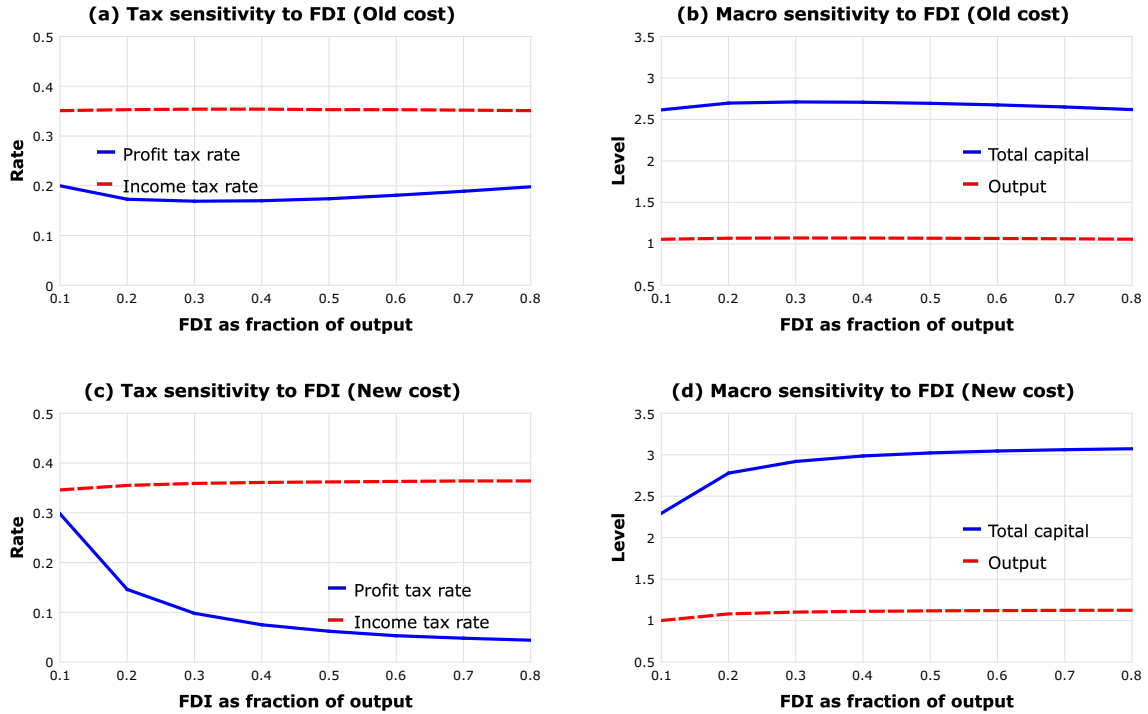 (a) Tax sensitivity to FDI (Old cost)
0.5
0.4
0.3
0.2
0.1
0
Rate
Profit tax rate
Income tax rate
0.1 0.2 0.3 0.4 0.5 0.6 0.7 0.8
FDI as fraction of output
(b) Macro sensitivity to FDI (Old cost)
3.5
3
2.5
2
1.5
1
0.5
Level
Total capital
Output
0.1 0.2 0.3 0.4 0.5 0.6 0.7 0.8
FDI as fraction of output
(c) Tax sensitivity to FDI (New cost)
0.5
0.4
0.3
0.2
0.1
0
Rate
Profit tax rate
Income tax rate
0.1 0.2 0.3 0.4 0.5 0.6 0.7 0.8
FDI as fraction of output
(d) Macro sensitivity to FDI (New cost)
3.5
3
2.5
2
1.5
1
0.5
Level
Total capital
Output
0.1 0.2 0.3 0.4 0.5 0.6 0.7 0.8
FDI as fraction of output